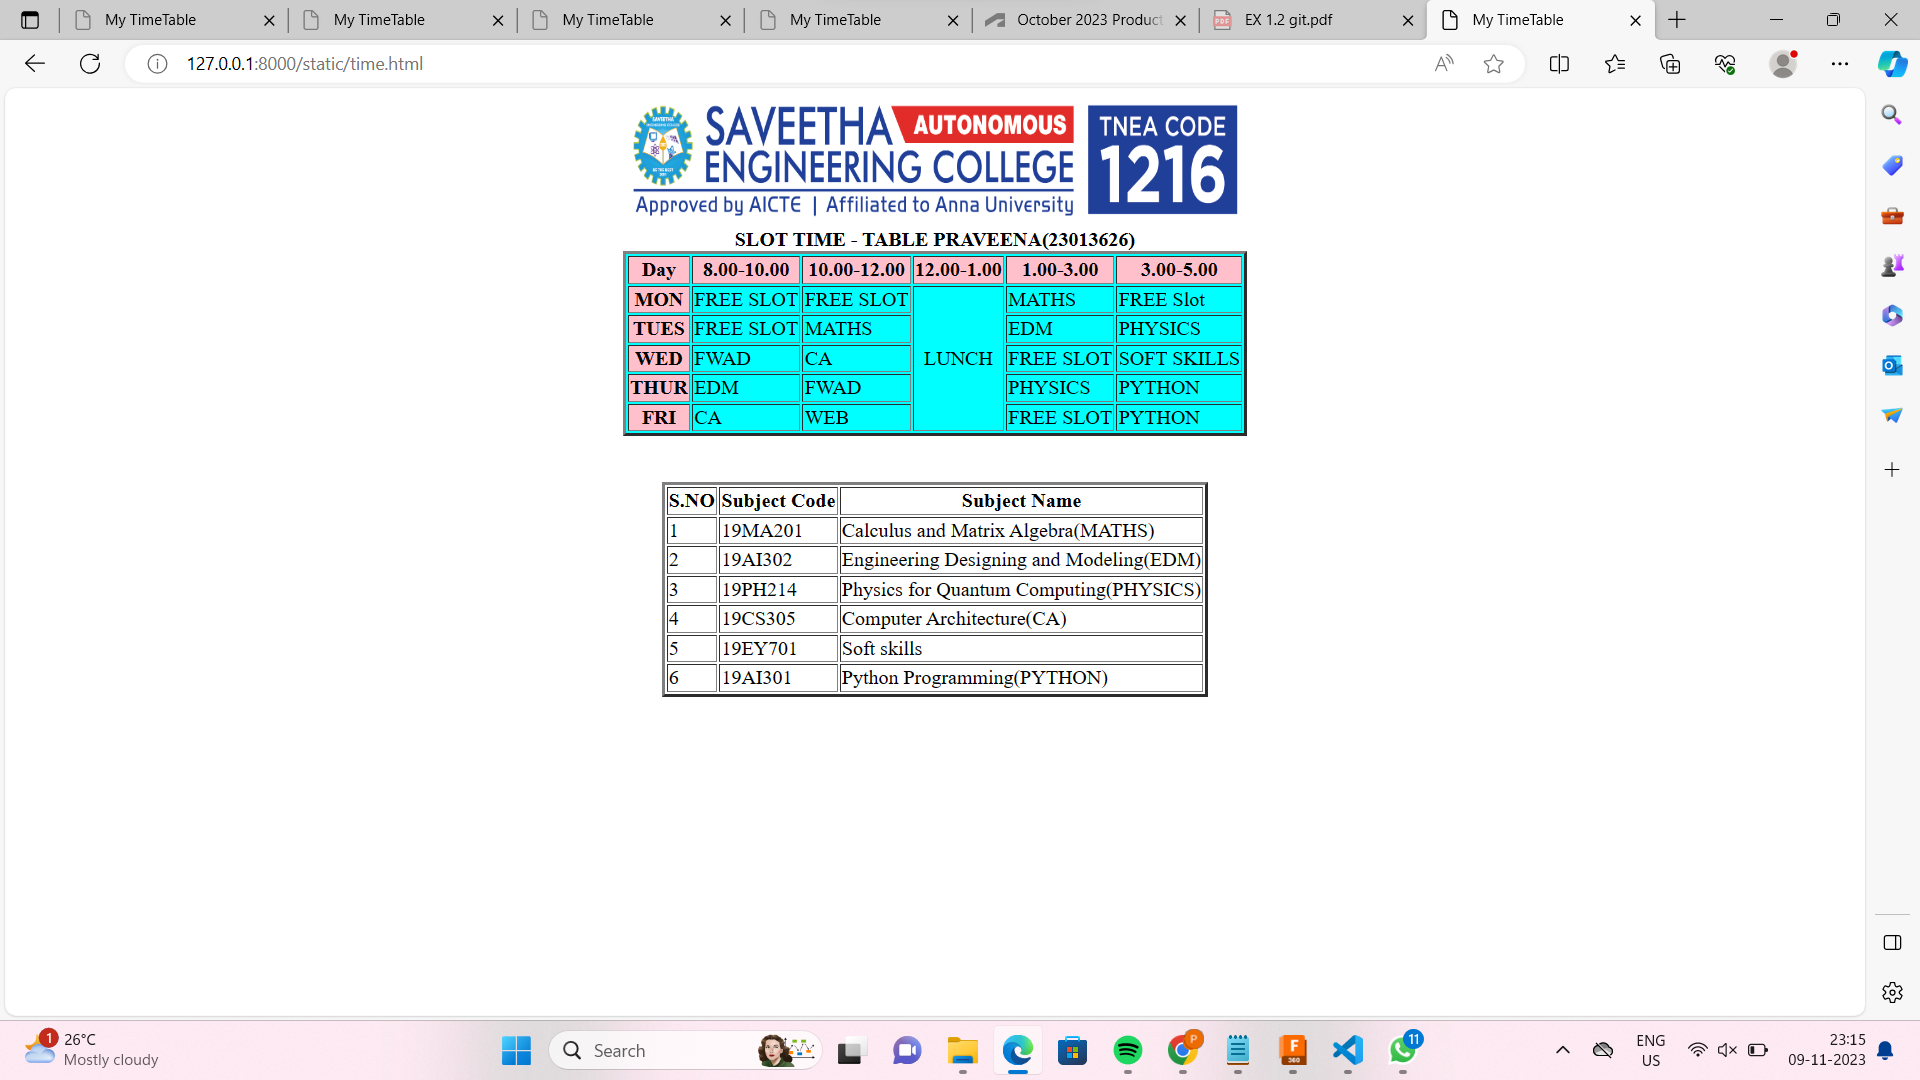 My TimeTable
My TimeTable
My TimeTable
My TimeTable
October 2023 Product
EX 1.2 git.pdf
My TimeTable
127.0.0.1:8000/static/time.html
SAVEETHA AUTONOMOUS
ENGINEERING COLLEGE
Approved by AICTE | Affiliated to Anna University
TNEA CODE
1216
SLOT TIME - TABLE PRAVEENA(23013626)
Day 8.00-10.00 10.00-12.00 12.00-1.00 1.00-3.00 3.00-5.00
MON FREE SLOT FREE SLOT MATHS FREE Slot
TUES FREE SLOT MATHS EDM PHYSICS
WED FWAD CA LUNCH FREE SLOT SOFT SKILLS
THUR EDM FWAD PHYSICS PYTHON
FRI CA WEB FREE SLOT PYTHON
S.NO Subject Code Subject Name
1 19MA201 Calculus and Matrix Algebra(MATHS)
2 19AI302 Engineering Designing and Modeling(EDM)
3 19PH214 Physics for Quantum Computing(PHYSICS)
4 19CS305 Computer Architecture(CA)
5 19EY701 Soft skills
6 19AI301 Python Programming(PYTHON)
1
26°C
Mostly cloudy
Search
P
F
360
11
ENG
US
23:15
09-11-2023